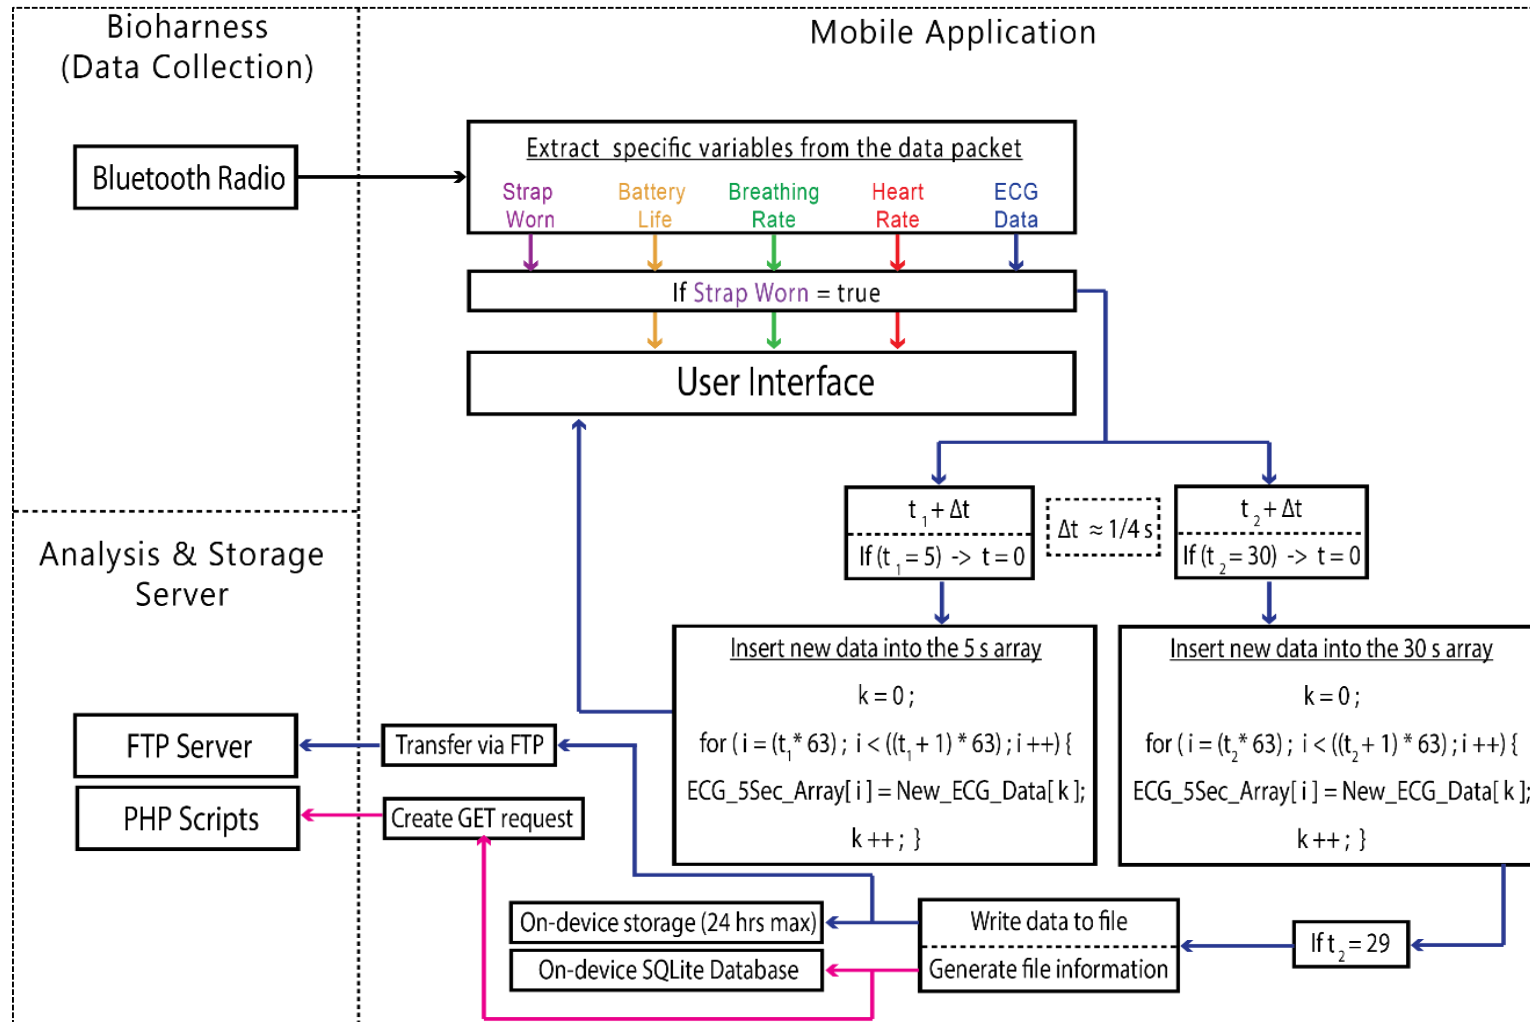 Bioharness
(Data Collection)
Mobile Application
Bluetooth Radio
Extract specific variables from the data packet
Strap Worn
Battery Life
Breathing Rate
Heart Rate
ECG Data
If Strap Worn = true
User Interface
t1 + Δt
If (t1 = 5) -> t = 0
Δt ≈ 1/4 s
t2 + Δt
If (t2 = 30) -> t = 0
Analysis & Storage
Server
Insert new data into the 5 s array
k = 0 ;
for ( i = (t1* 63) ; i < ((t1 + 1) * 63) ; i ++) {
ECG_5Sec_Array[ i ] = New_ECG_Data[ k ];
k ++ ; }
Insert new data into the 30 s array
k = 0 ;
for ( i = (t2* 63) ; i < ((t2 + 1) * 63) ; i ++) {
ECG_5Sec_Array[ i ] = New_ECG_Data[ k ];
k ++ ; }
FTP Server
Transfer via FTP
PHP Scripts
Create GET request
On-device storage (24 hrs max)
On-device SQLite Database
Write data to file
Generate file information
If t2 = 29